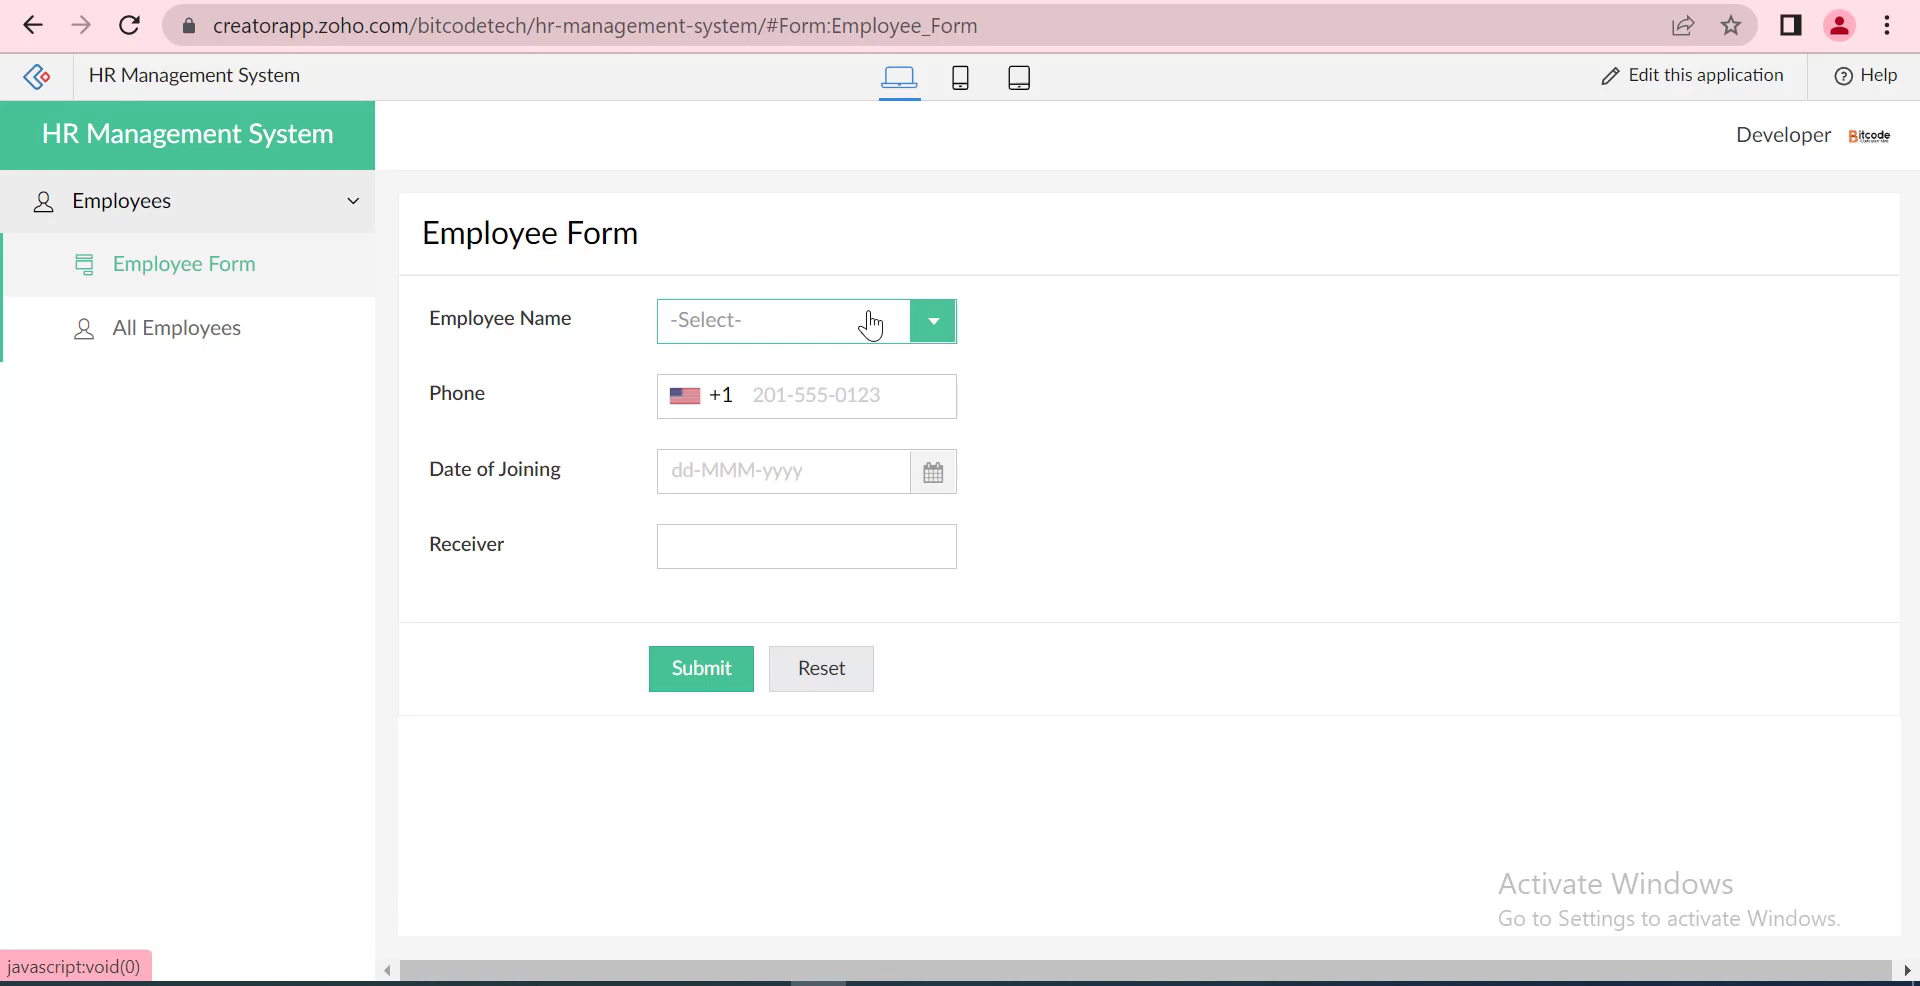 creatorapp.zoho.com/bitcodetech/hr-management-system/#Form:Employee_Form
HR Management System
Edit this application
Help
HR Management System
Developer
Bitcode
Employees
Employee Form
All Employees
Employee Form
Employee Name
-Select-
Phone
+1 201-555-0123
Date of Joining
dd-MMM-yyyy
Receiver
Submit
Reset
Activate Windows
Go to Settings to activate Windows.
javascript:void(0)